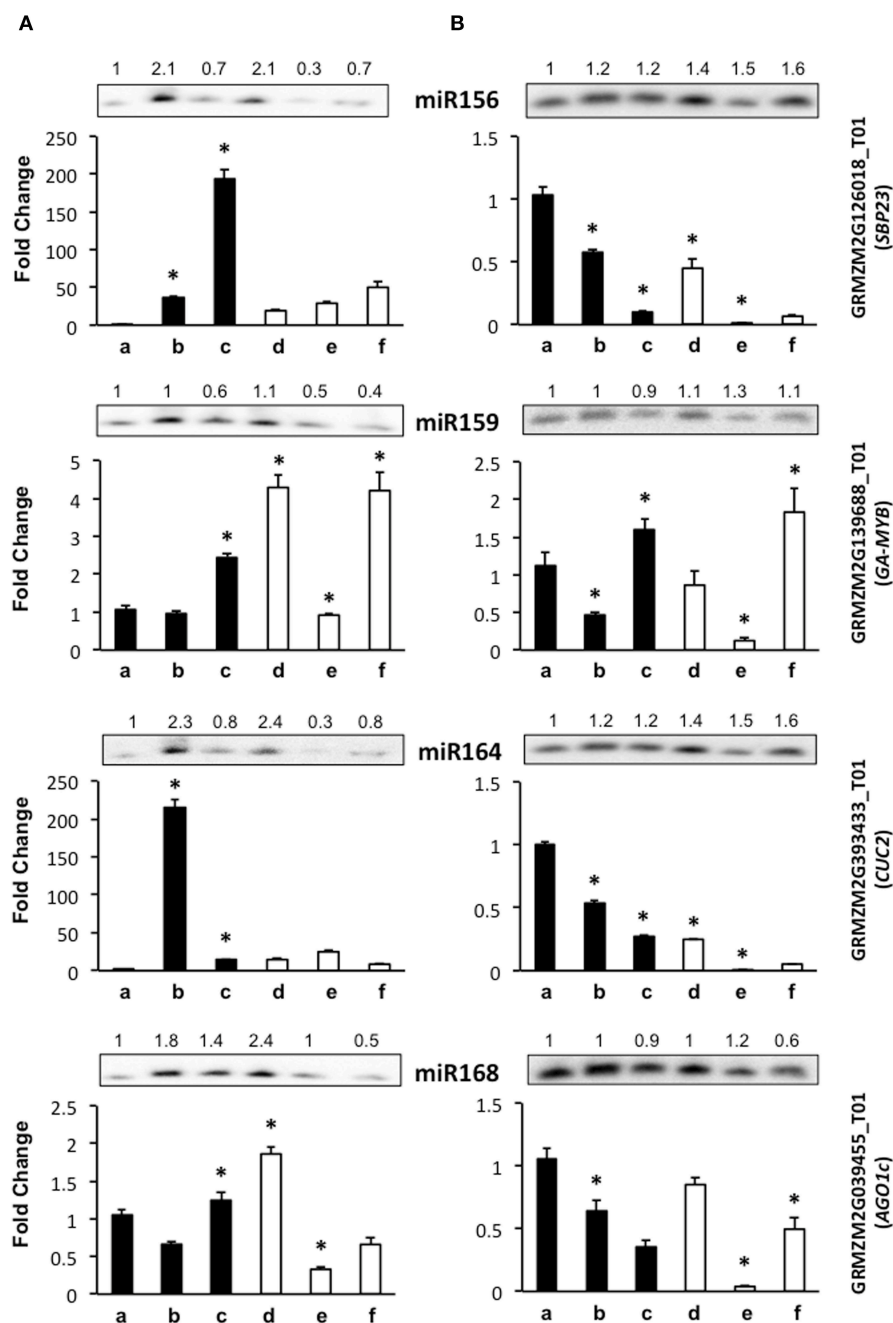 A B
1 2.1 0.7 2.1 0.3 0.7
miR156
1 1.2 1.2 1.4 1.5 1.6
Fold Change
250
200
150
100
50
0
* *
a b c d e f
1.5
1
0.5
0
* * * *
a b c d e f
GRMZM2G126018_T01
(SBP23)
1 1 0.6 1.1 0.5 0.4
miR159
1 1 0.9 1.1 1.3 1.1
Fold Change
5
4
3
2
1
0
* * * *
a b c d e f
2.5
2
1.5
1
0.5
0
* * * *
a b c d e f
GRMZM2G139688_T01
(GA-MYB)
1 2.3 0.8 2.4 0.3 0.8
miR164
1 1.2 1.2 1.4 1.5 1.6
Fold Change
250
200
150
100
50
0
* *
a b c d e f
1.5
1
0.5
0
* * * *
a b c d e f
GRMZM2G393433_T01
(CUC2)
1 1.8 1.4 2.4 1 0.5
miR168
1 1 0.9 1 1.2 0.6
Fold Change
2.5
2
1.5
1
0.5
0
* * *
a b c d e f
1.5
1
0.5
0
* * *
a b c d e f
GRMZM2G039455_T01
(AGO1c)